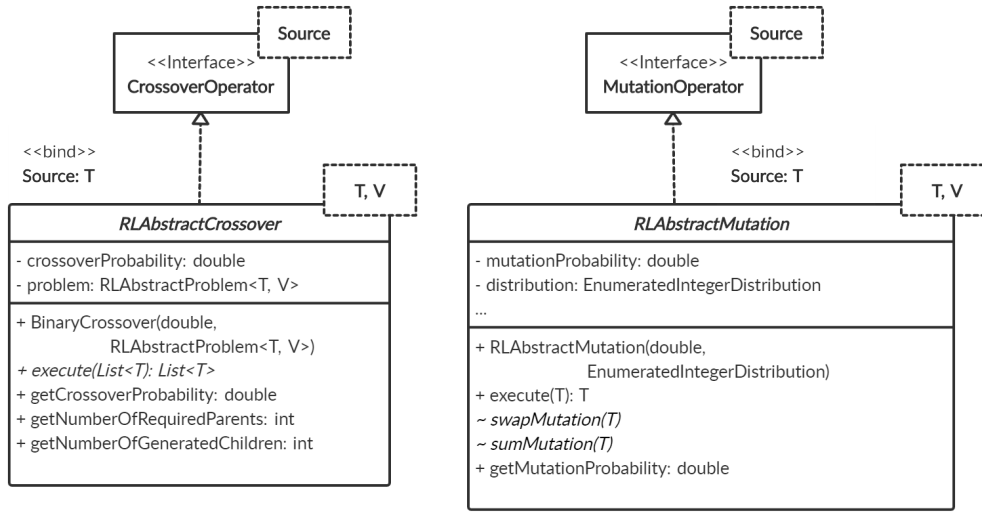 Source
<<Interface>>
CrossoverOperator
<<bind>>
Source: T
T, V
RLAbstractCrossover
- crossoverProbability: double
- problem: RLAbstractProblem<T, V>
+ BinaryCrossover(double,
RLAbstractProblem<T, V>)
+ execute(List<T): List<T>
+ getCrossoverProbability: double
+ getNumberOfRequiredParents: int
+ getNumberOfGeneratedChildren: int
Source
<<Interface>>
MutationOperator
<<bind>>
Source: T
T, V
RLAbstractMutation
- mutationProbability: double
- distribution: EnumeratedIntegerDistribution
...
+ RLAbstractMutation(double,
EnumeratedIntegerDistribution)
+ execute(T): T
~ swapMutation(T)
~ sumMutation(T)
+ getMutationProbability: double